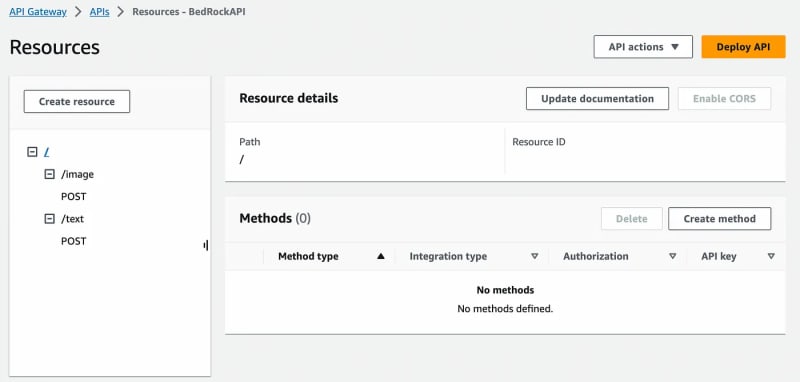 API Gateway > APIs > Resources - BedRockAPI
Resources
API actions ▼
Deploy API
Create resource
/
/image
POST
/text
POST
Resource details
Update documentation
Enable CORS
Path
/
Resource ID
Methods (0)
Delete
Create method
Method type Integration type Authorization API key
No methods
No methods defined.